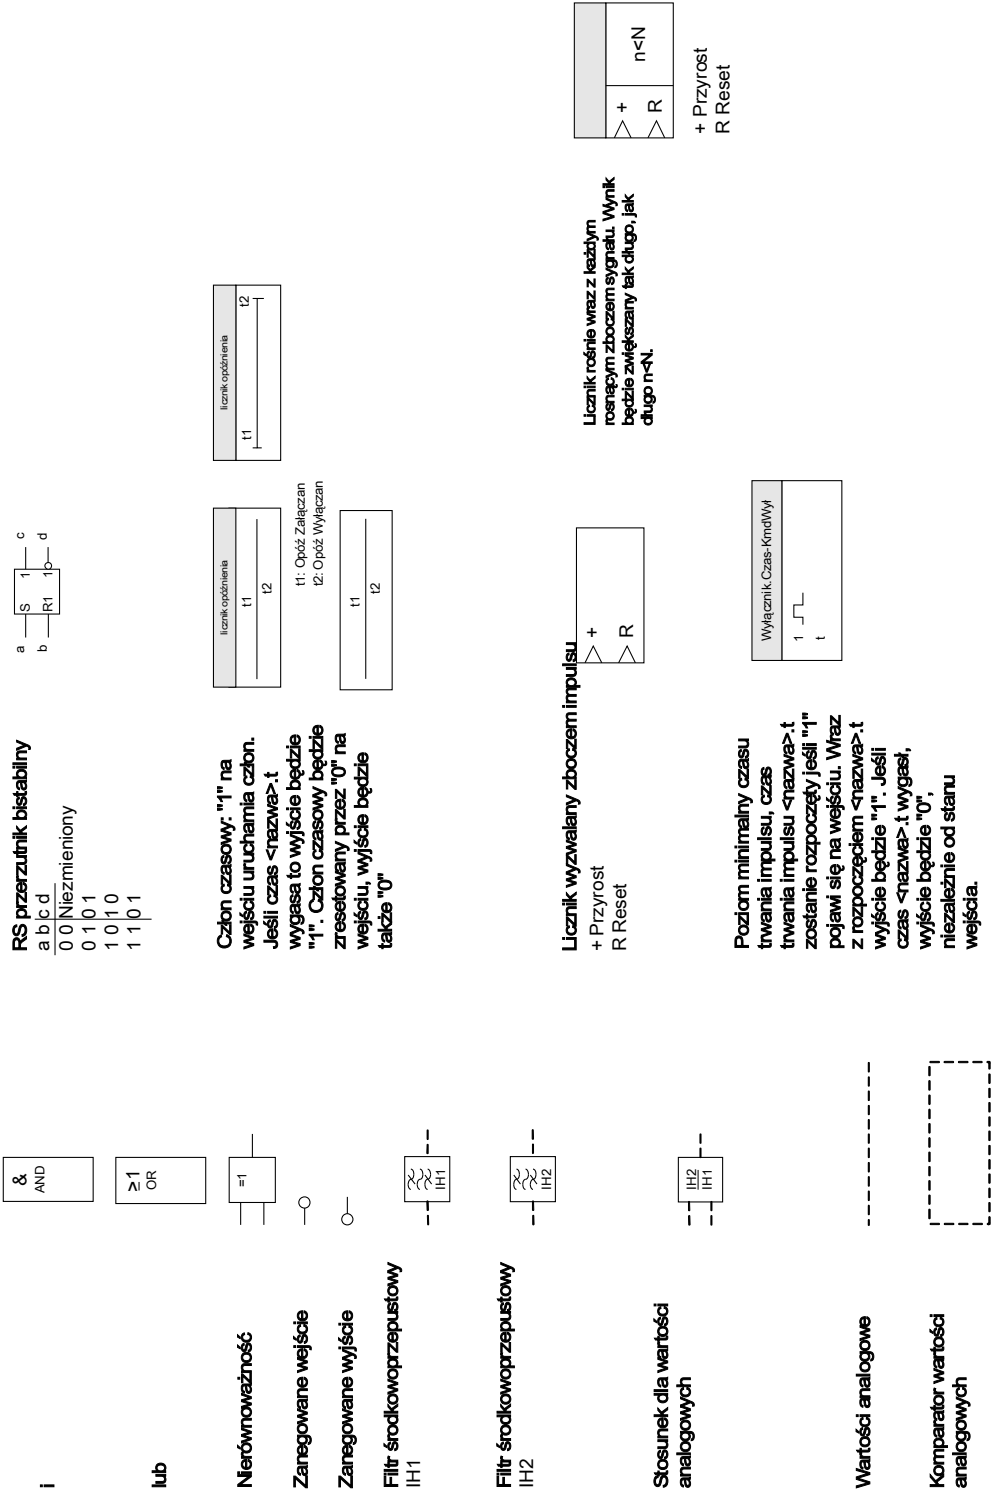 i
&
AND
lub
≥1
OR
Nierównoważność
=1
Zanegowane wejście
Zanegowane wyjście
Filtr środkowoprzepustowy
IH1
IH1
Filtr środkowoprzepustowy
IH2
IH2
Stosunek dla wartości
analogowych
IH2
IH1
Wartości analogowe
Komparator wartości
analogowych
RS przerzutnik bistabilny
a b c d
0 0 Niezmieniony
0 1 0 1
1 0 1 0
1 1 0 1
a
b
S
R1
1
1
c
d
Człon czasowy: "1" na
wejściu uruchamia człon.
Jeśli czas <nazwa>.t
wygasa to wyjście będzie
"1". Człon czasowy będzie
zresetowany przez "0" na
wejściu, wyjście będzie
także "0"
licznik opóźnienia
t1
t2
licznik opóźnienia
t1
t2
t1: Opóź Załączan
t2: Opóź Wyłączan
t1
t2
Licznik wyzwalany zboczem impulsu
+ Przyrost
R Reset
+
R
Licznik rośnie wraz z każdym
rosnącym zboczem sygnału. Wynik
będzie zwiększany tak długo, jak
długo n<N.
+
R
n<N
+ Przyrost
R Reset
Poziom minimalny czasu
trwania impulsu, czas
trwania impulsu <nazwa>.t
zostanie rozpoczęty jeśli "1"
pojawi się na wejściu. Wraz
z rozpoczęciem <nazwa>.t
wyjście będzie "1". Jeśli
czas <nazwa>.t wygasł,
wyjście będzie "0",
niezależnie od stanu
wejścia.
Wyłącznik.Czas-KmdWył
1
t